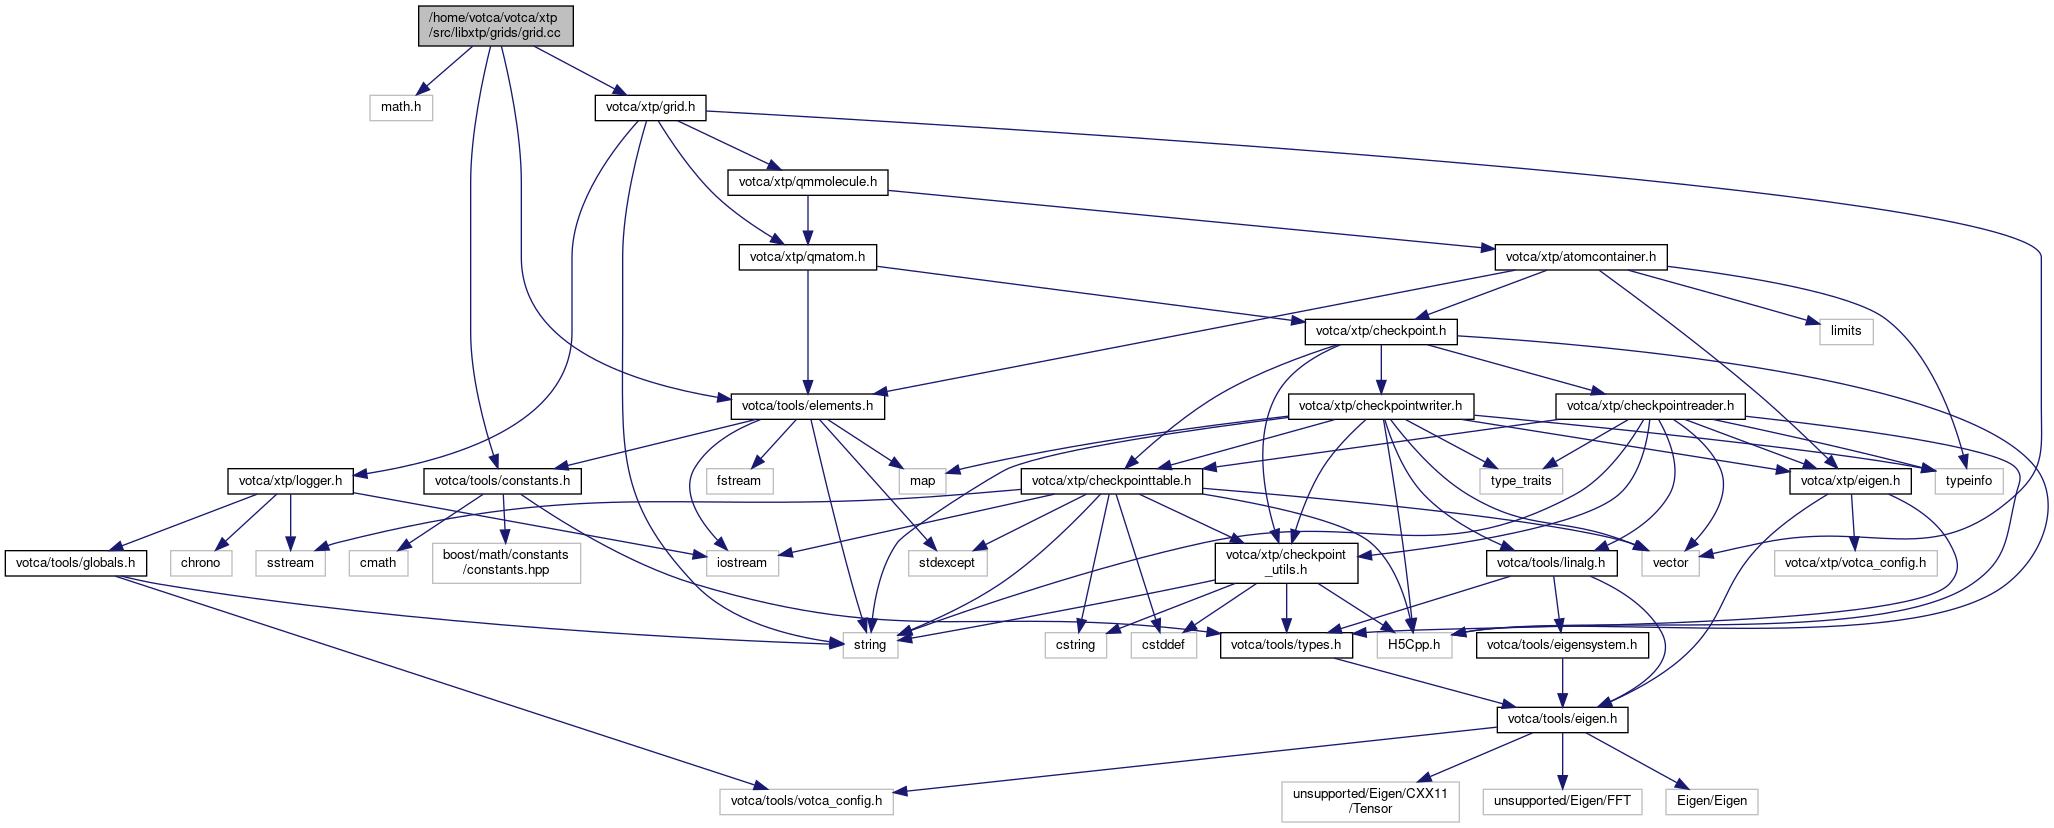 /home/votca/votca/xtp
/src/libxtp/grids/grid.cc
math.h
votca/xtp/grid.h
votca/xtp/qmmolecule.h
votca/xtp/qmatom.h
votca/xtp/atomcontainer.h
votca/xtp/checkpoint.h
limits
votca/tools/elements.h
votca/xtp/checkpointwriter.h
votca/xtp/checkpointreader.h
votca/xtp/logger.h
votca/tools/constants.h
fstream
map
votca/xtp/checkpointtable.h
type_traits
votca/xtp/eigen.h
typeinfo
votca/tools/globals.h
chrono
sstream
cmath
boost/math/constants
/constants.hpp
iostream
stdexcept
votca/xtp/checkpoint
_utils.h
votca/tools/linalg.h
vector
votca/xtp/votca_config.h
string
cstring
cstddef
votca/tools/types.h
H5Cpp.h
votca/tools/eigensystem.h
votca/tools/eigen.h
votca/tools/votca_config.h
unsupported/Eigen/CXX11
/Tensor
unsupported/Eigen/FFT
Eigen/Eigen